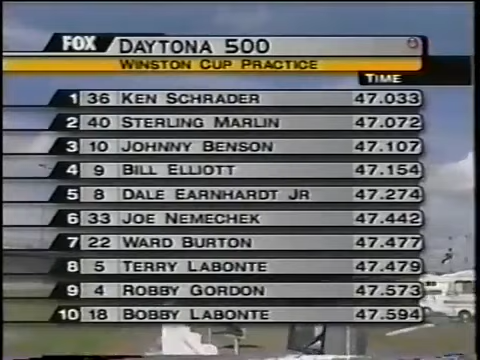 FOX DAYTONA 500
WINSTON CUP PRACTICE
TIME
1 36 KEN SCHRADER 47.033
2 40 STERLING MARLIN 47.072
3 10 JOHNNY BENSON 47.107
4 9 BILL ELLIOTT 47.154
5 8 DALE EARNHARDT JR 47.274
6 33 JOE NEMECHEK 47.442
7 22 WARD BURTON 47.477
8 5 TERRY LABONTE 47.479
9 4 ROBBY GORDON 47.573
10 18 BOBBY LABONTE 47.594